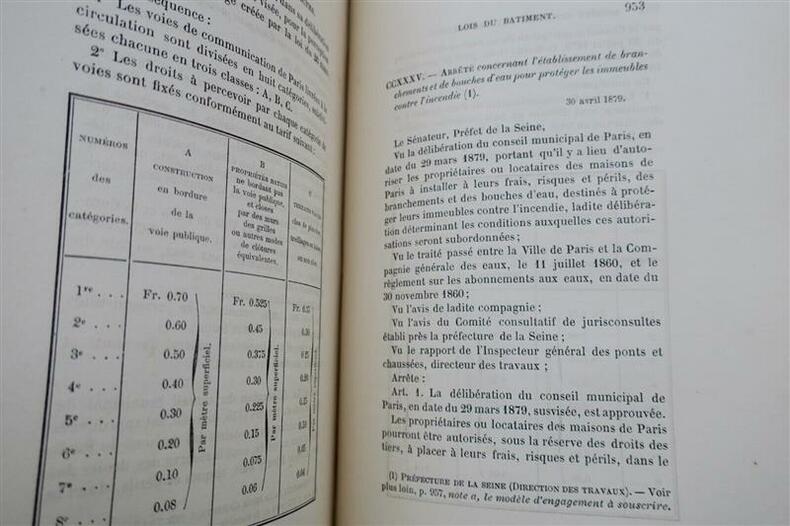 séquence :
1° Les voies de communication de Paris
circulation sont divisées en huit catégories,
sées chacune en trois classes : A, B, C.
2° Les droits à percevoir par chaque catégorie de
voies sont fixés conformément au tarif suivant :
NUMÉROS
des
catégories.
A
CONSTRUCTION
en bordure
de la
voie publique.
B
PROPRIÉTÉS BATIES
ne bordant pas
la voie publique,
et closes
par des murs
des grilles
ou autres modes
de clôtures
équivalentes.
1re . . . Fr. 0.70 Fr. 0.525 Fr.
2e . . . 0.60 0.45
3e . . . 0.50 0.375
4e . . . 0.40 0.30
5e . . . 0.30 0.225
6e . . . 0.20 0.15
7e . . . 0.10 0.075
8e 0.08 0.06
Par mètre superficiel.
Par mètre superficiel.
LOIS DU BATIMENT. 953
CCXXXV. — ARRÊTÉ concernant l'établissement de bran-
chements et de bouches d'eau pour protéger les immeubles
contre l'incendie (1).
30 avril 1879.
Le Sénateur, Préfet de la Seine,
Vu la délibération du conseil municipal de Paris, en
date du 29 mars 1879, portant qu'il y a lieu d'auto-
riser les propriétaires ou locataires des maisons de
Paris à installer à leurs frais, risques et périls, des
branchements et des bouches d'eau, destinés à proté-
ger leurs immeubles contre l'incendie, ladite délibéra-
tion déterminant les conditions auxquelles ces autori-
sations seront subordonnées ;
Vu le traité passé entre la Ville de Paris et la Com-
pagnie générale des eaux, le 11 juillet 1860, et le
règlement sur les abonnements aux eaux, en date du
30 novembre 1860 ;
Vu l'avis de ladite compagnie ;
Vu l'avis du Comité consultatif de jurisconsultes
établi près la préfecture de la Seine ;
Vu le rapport de l'Inspecteur général des ponts et
chaussées, directeur des travaux ;
Arrête :
Art. 1. La délibération du conseil municipal de
Paris, en date du 29 mars 1879, susvisée, est approuvée.
Les propriétaires ou locataires des maisons de Paris
pourront être autorisés, sous la réserve des droits des
tiers, à placer à leurs frais, risques et périls, dans le
(1) PRÉFECTURE DE LA SEINE (DIRECTION DES TRAVAUX). — Voir
plus loin, p. 957, note a, le modèle d'engagement à souscrire.